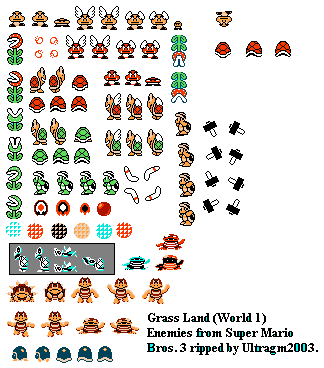 Grass Land (World 1)
Enemies from Super Mario
Bros. 3 ripped by Ultragm2003.